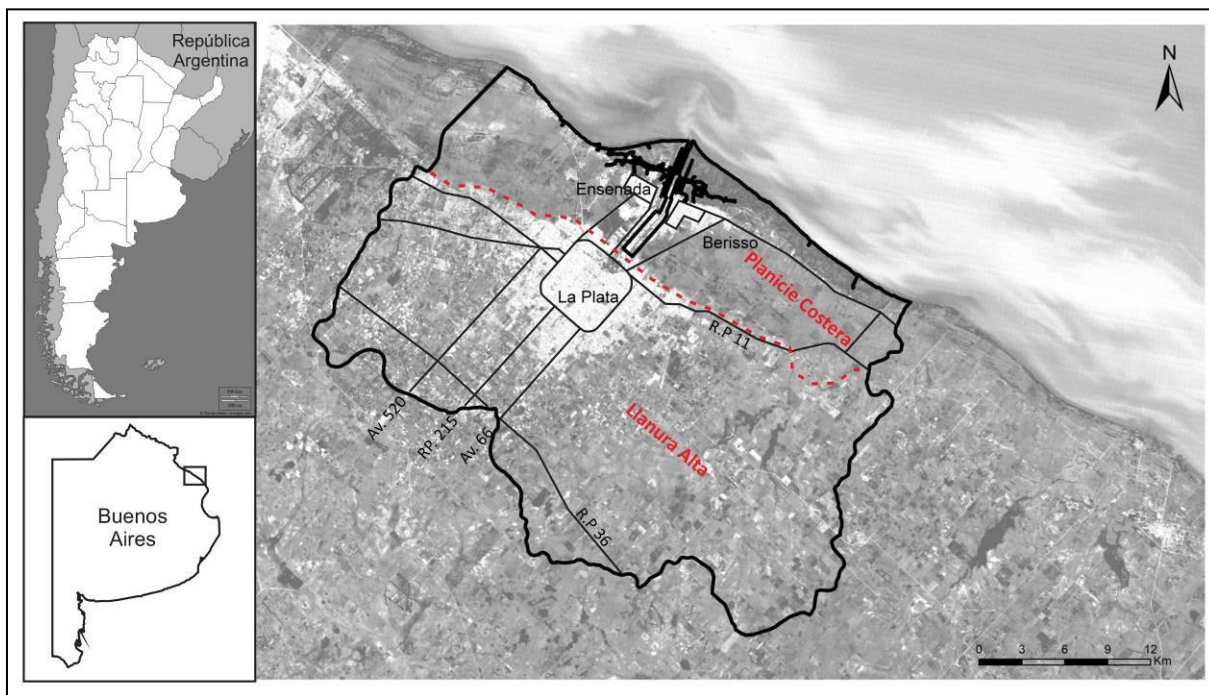 República
Argentina
Buenos
Aires
N
Ensenada
Berisso
La Plata
Planicie Costera
R.P 11
Llanura Alta
Av. 520
RP. 215
Av. 66
R.P 36
0 3 6 9 12
Km